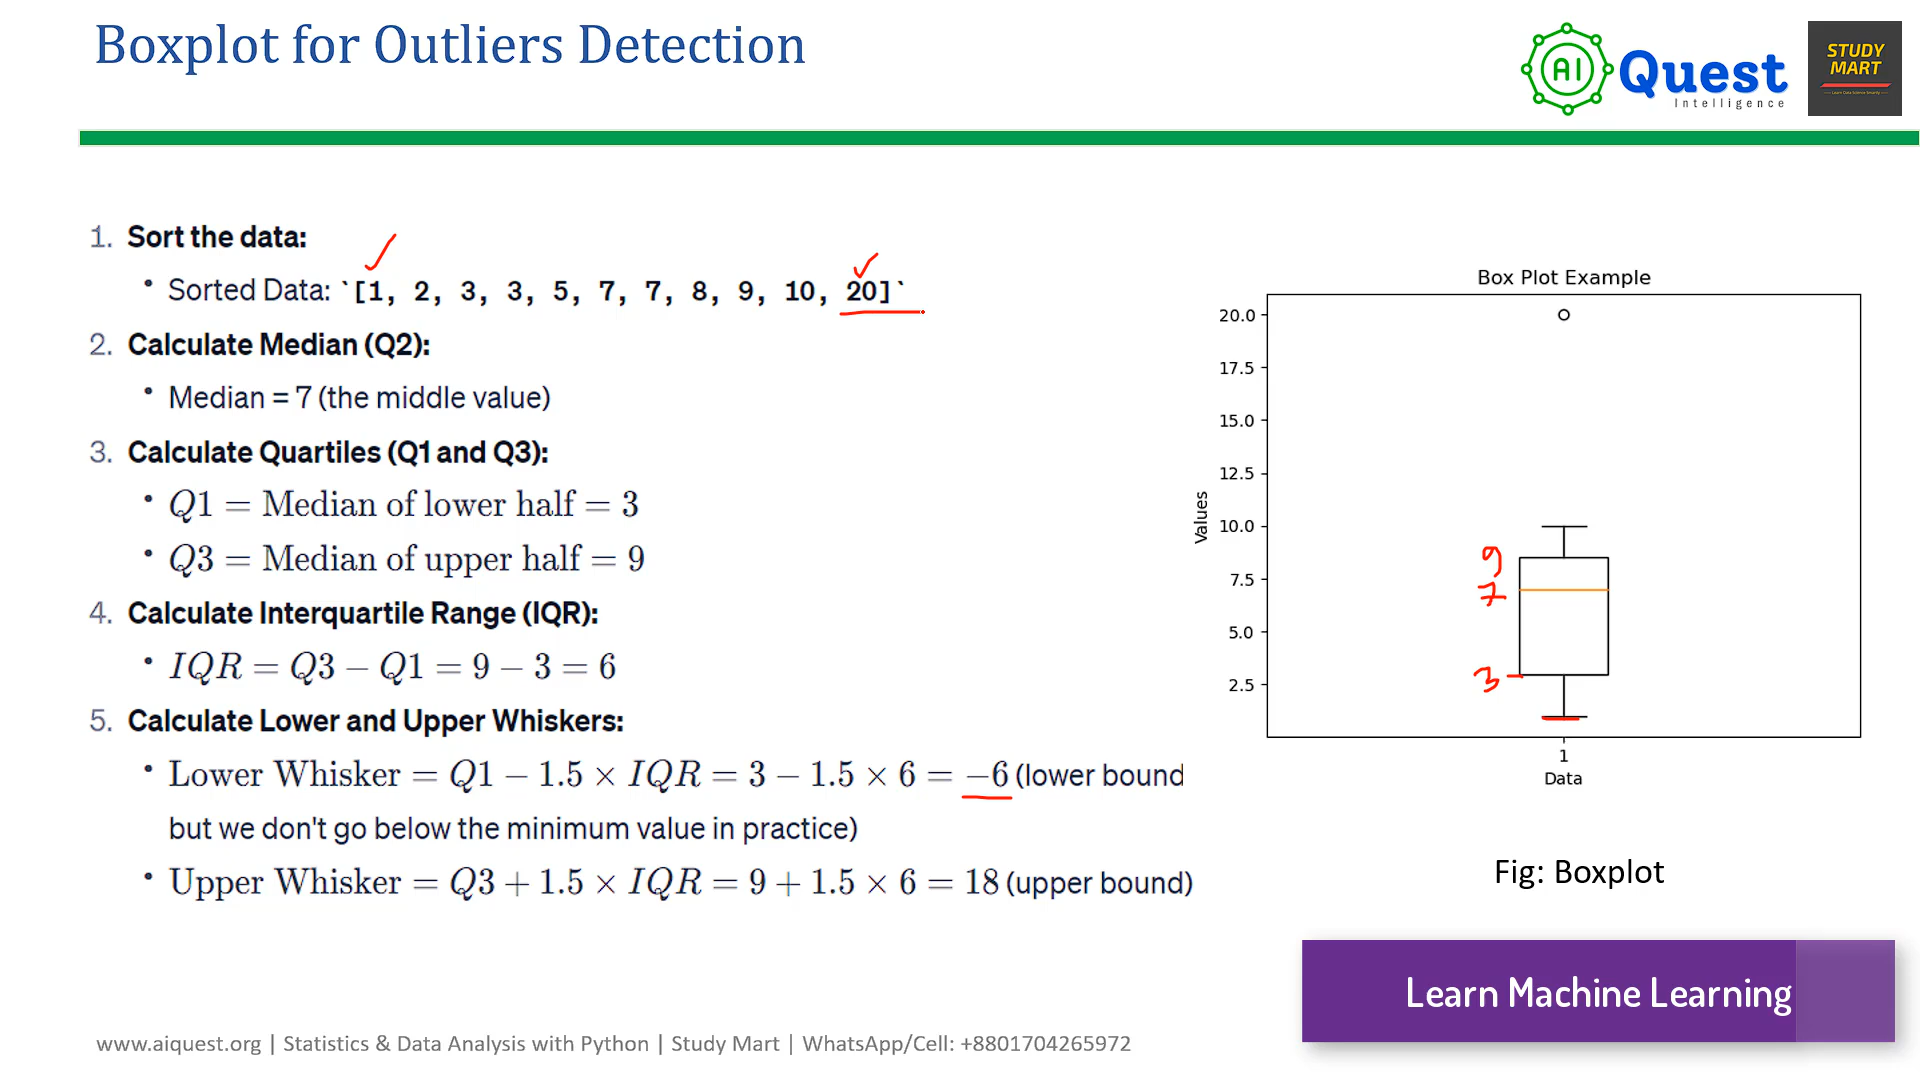 Boxplot for Outliers Detection
AI Quest
Intelligence
STUDY
MART
Learn Data Science Smartly
1. Sort the data:
• Sorted Data: `[1, 2, 3, 3, 5, 7, 7, 8, 9, 10, 20]`
2. Calculate Median (Q2):
• Median = 7 (the middle value)
3. Calculate Quartiles (Q1 and Q3):
• Q1 = Median of lower half = 3
• Q3 = Median of upper half = 9
4. Calculate Interquartile Range (IQR):
• IQR = Q3 − Q1 = 9 − 3 = 6
5. Calculate Lower and Upper Whiskers:
• Lower Whisker = Q1 − 1.5 × IQR = 3 − 1.5 × 6 = −6 (lower bound
but we don't go below the minimum value in practice)
• Upper Whisker = Q3 + 1.5 × IQR = 9 + 1.5 × 6 = 18 (upper bound)
Box Plot Example
20.0
17.5
15.0
12.5
10.0
7.5
5.0
2.5
Values
9
7
3
1
Data
Fig: Boxplot
Learn Machine Learning
www.aiquest.org | Statistics & Data Analysis with Python | Study Mart | WhatsApp/Cell: +8801704265972